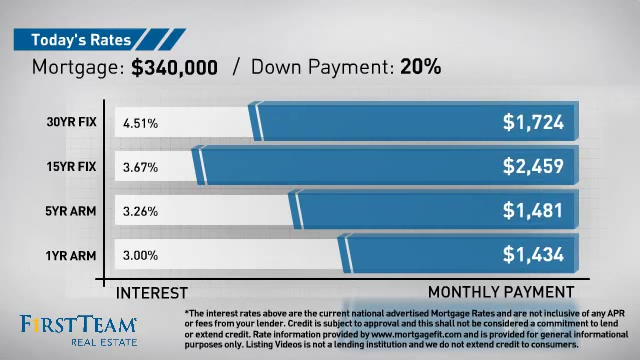 Today's Rates
Mortgage: $340,000 / Down Payment: 20%
30YR FIX 4.51% $1,724
15YR FIX 3.67% $2,459
5YR ARM 3.26% $1,481
1YR ARM 3.00% $1,434
INTEREST MONTHLY PAYMENT
FIRSTTEAM®
REAL ESTATE
*The interest rates above are the current national advertised Mortgage Rates and are not inclusive of any APR
or fees from your lender. Credit is subject to approval and this shall not be considered a commitment to lend
or extend credit. Rate information provided by www.mortgagefit.com and is provided for general informational
purposes only. Listing Videos is not a lending institution and we do not extend credit to consumers.